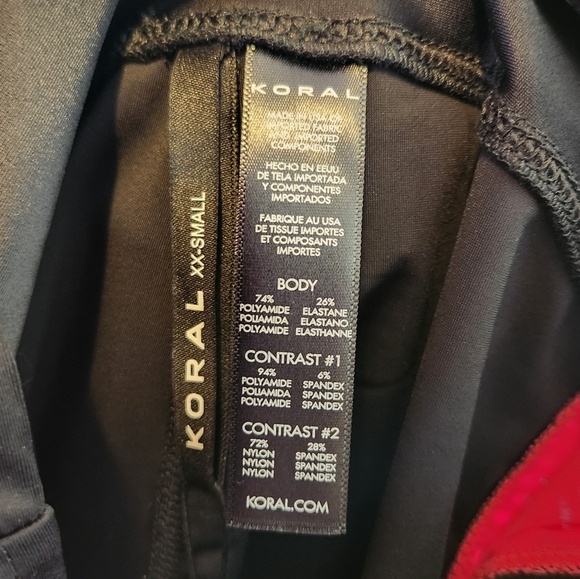 KORAL XX-SMALL
KORAL
MADE IN USA OF
IMPORTED FABRIC
AND IMPORTED
COMPONENTS
HECHO EN EEUU
DE TELA IMPORTADA
Y COMPONENTES
IMPORTADOS
FABRIQUE AU USA
DE TISSUE IMPORTES
ET COMPOSANTS
IMPORTES
BODY
74% 26%
POLYAMIDE ELASTANE
POLIAMIDA ELASTANO
POLYAMIDE ELASTHANNE
CONTRAST #1
94% 6%
POLYAMIDE SPANDEX
POLIAMIDA SPANDEX
POLYAMIDE SPANDEX
CONTRAST #2
72% 28%
NYLON SPANDEX
NYLON SPANDEX
NYLON SPANDEX
KORAL.COM